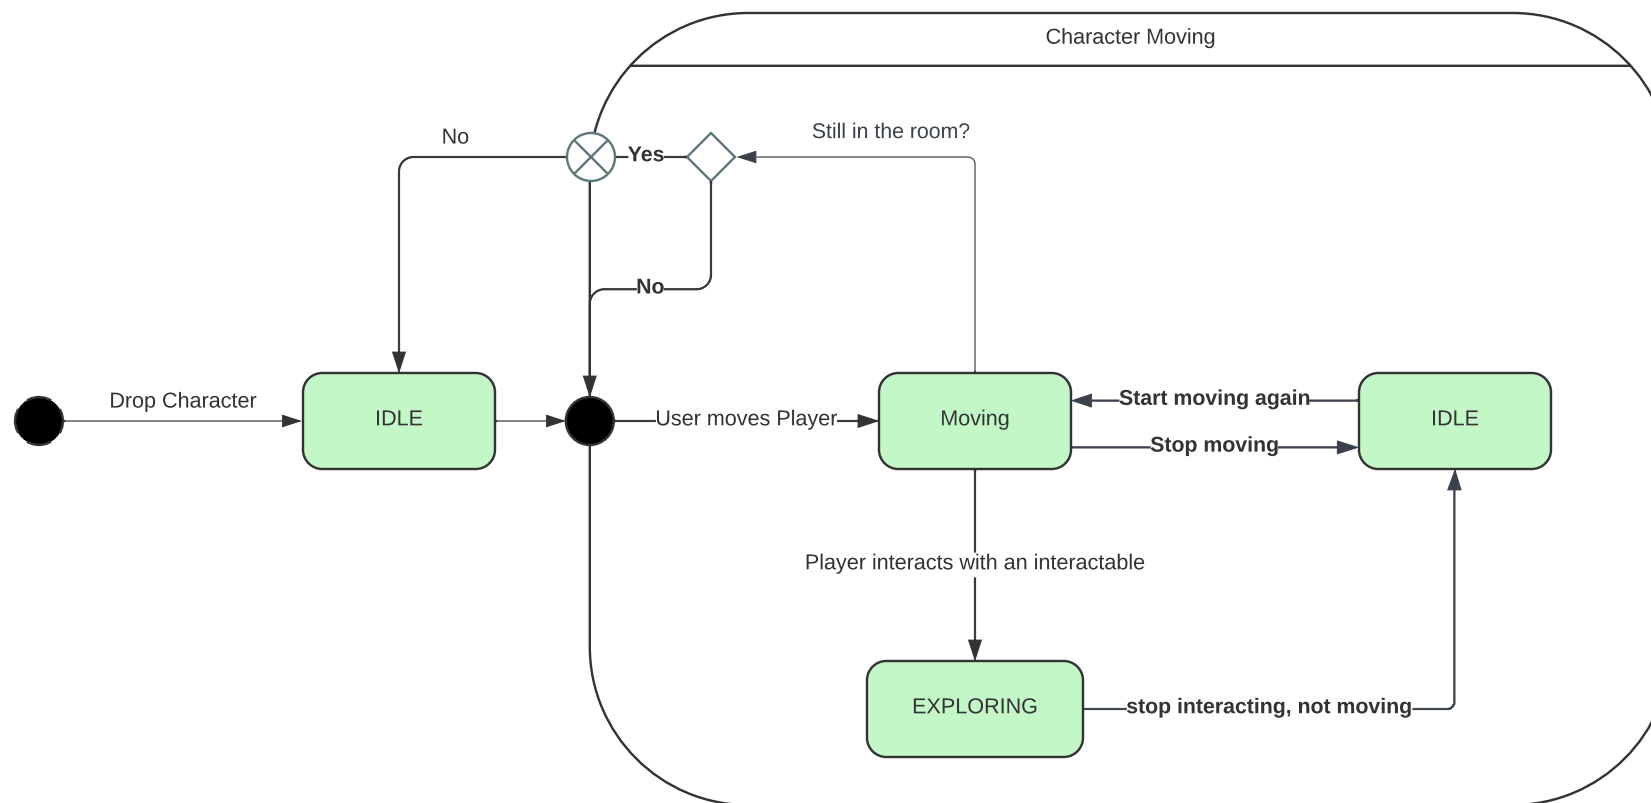 Character Moving
Still in the room?
No
Yes
No
Drop Character
IDLE
User moves Player
Moving
Start moving again
Stop moving
IDLE
Player interacts with an interactable
EXPLORING
stop interacting, not moving